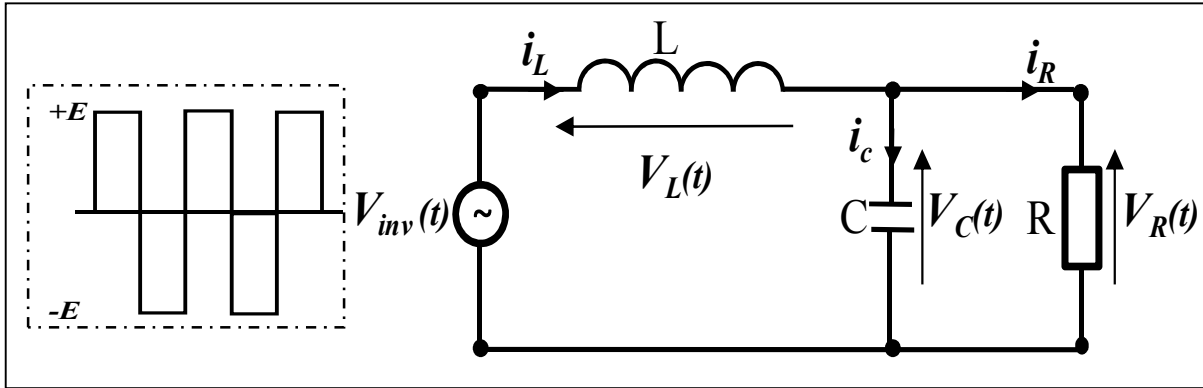 +E
-E
V_inv(t)
~
i_L
L
V_L(t)
i_c
C
V_C(t)
i_R
R
V_R(t)